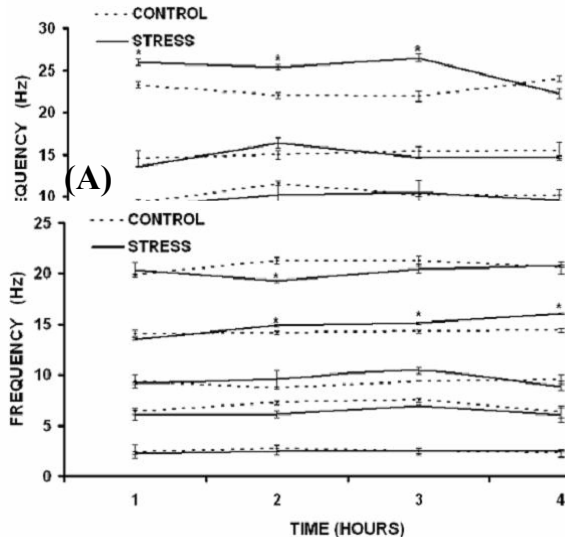 CONTROL
STRESS
30
* * *
25
20
15
EQUENCY (Hz)
(A)
10
CONTROL
STRESS
25
20
*
* * *
15
10
5
0
FREQUENCY (Hz)
1 2 3 4
TIME (HOURS)